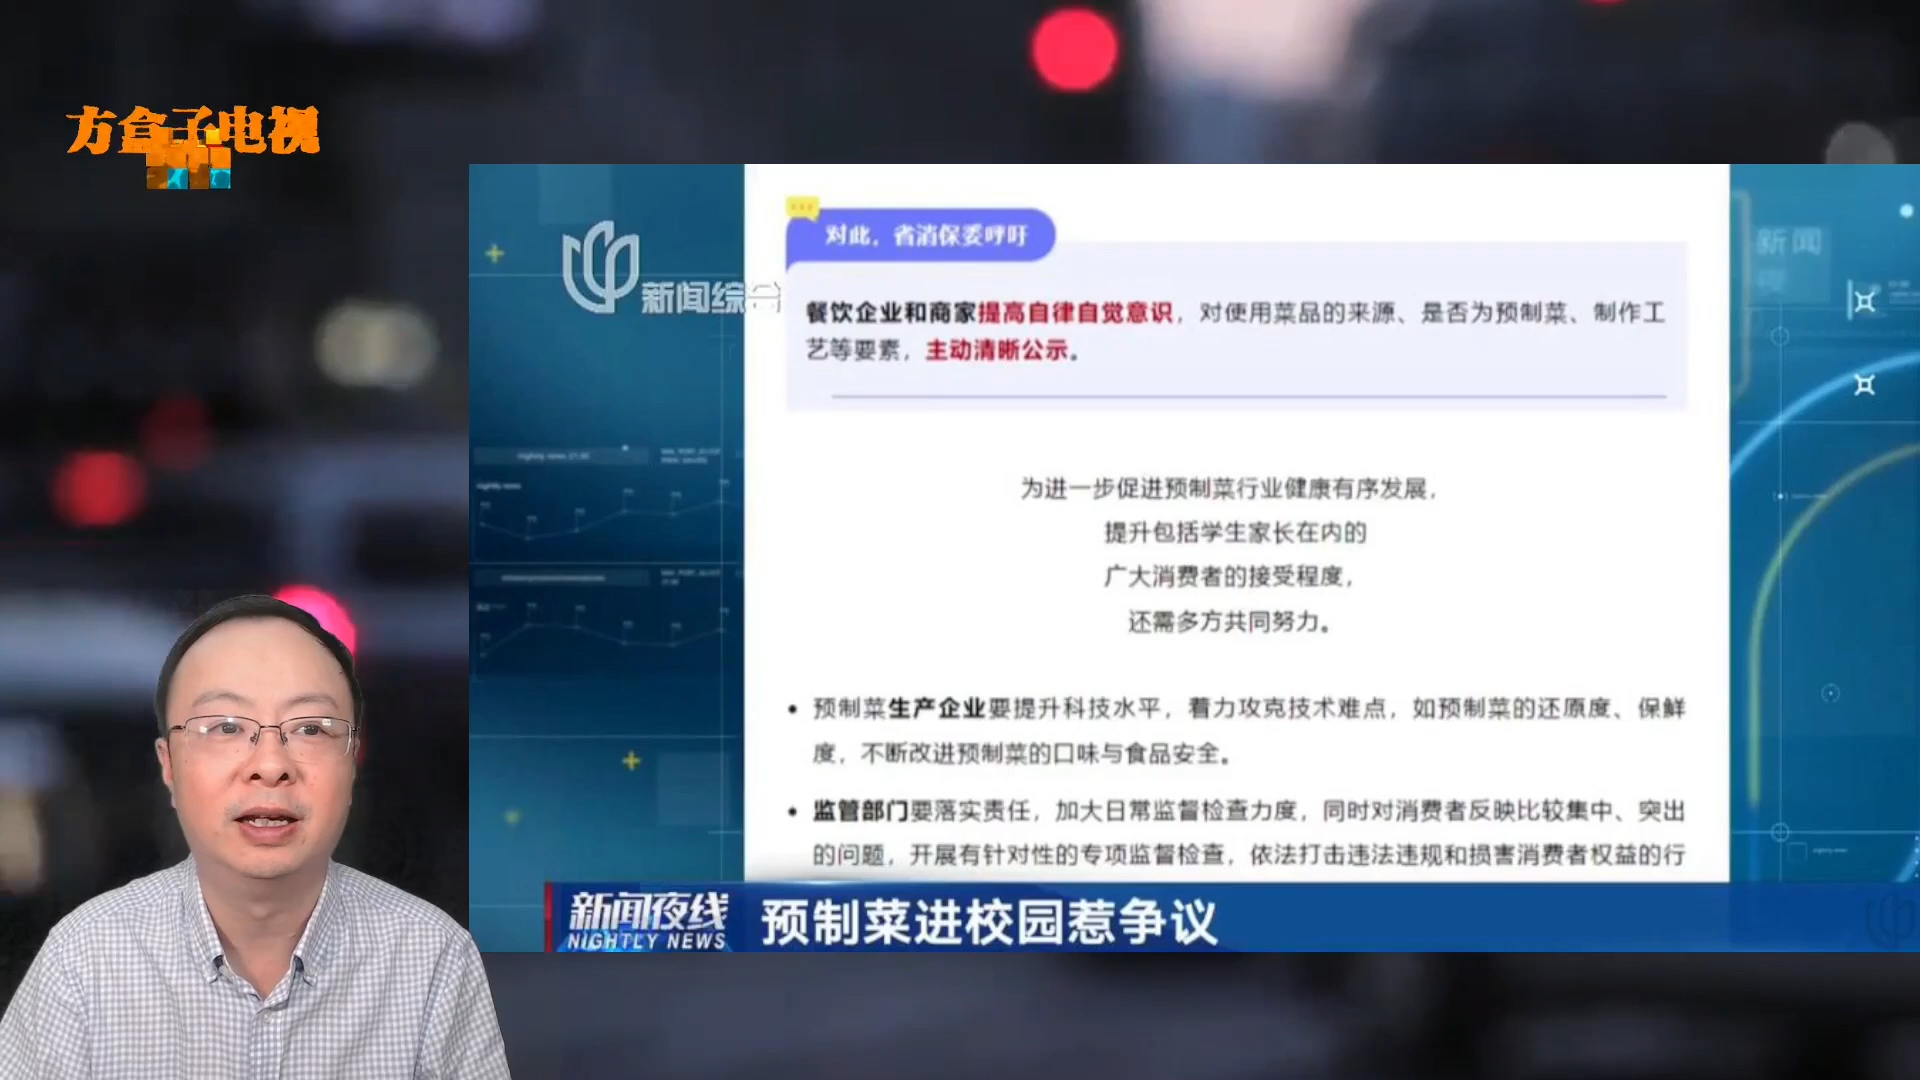 方盒子电视
新闻综合
对此，省消保委呼吁
餐饮企业和商家提高自律自觉意识，对使用菜品的来源、是否为预制菜、制作工
艺等要素，主动清晰公示。
为进一步促进预制菜行业健康有序发展，
提升包括学生家长在内的
广大消费者的接受程度，
还需多方共同努力。
• 预制菜生产企业要提升科技水平，着力攻克技术难点，如预制菜的还原度、保鲜
度，不断改进预制菜的口味与食品安全。
• 监管部门要落实责任，加大日常监督检查力度，同时对消费者反映比较集中、突出
的问题，开展有针对性的专项监督检查，依法打击违法违规和损害消费者权益的行
新闻
新闻夜线
NIGHTLY NEWS
预制菜进校园惹争议